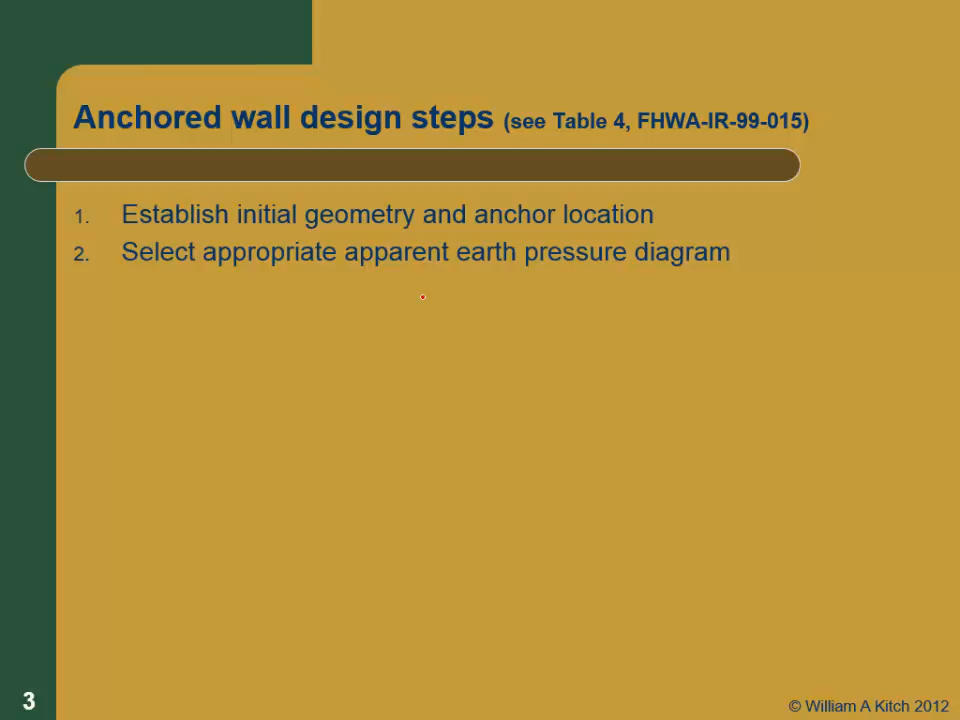 Anchored wall design steps (see Table 4, FHWA-IR-99-015)
1. Establish initial geometry and anchor location
2. Select appropriate apparent earth pressure diagram
3
© William A Kitch 2012